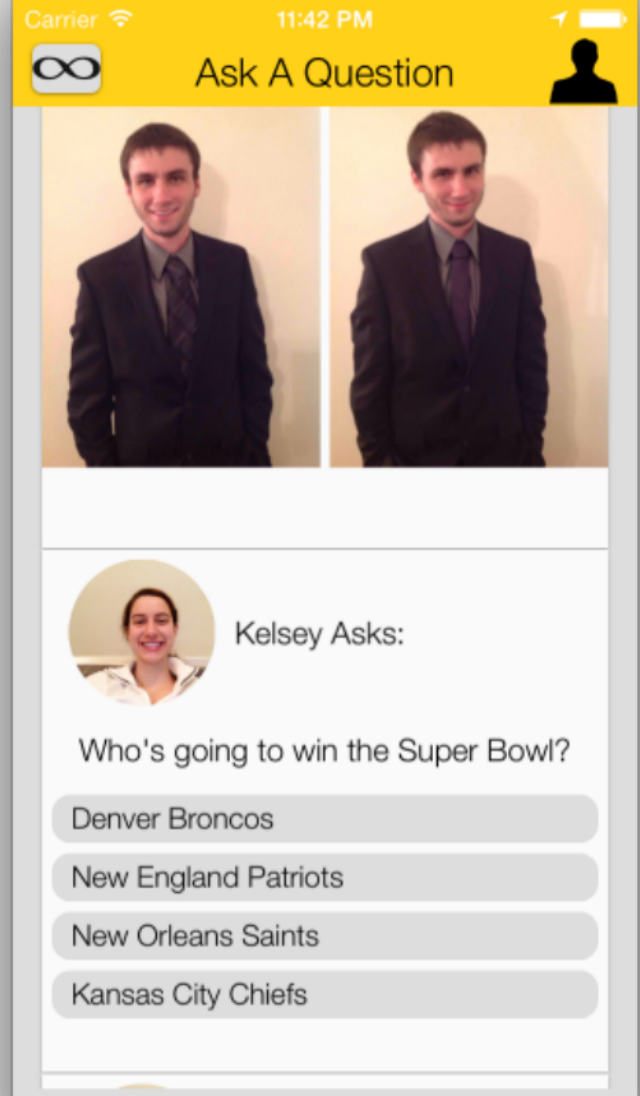 Carrier 11:42 PM
Ask A Question
Kelsey Asks:
Who's going to win the Super Bowl?
Denver Broncos
New England Patriots
New Orleans Saints
Kansas City Chiefs